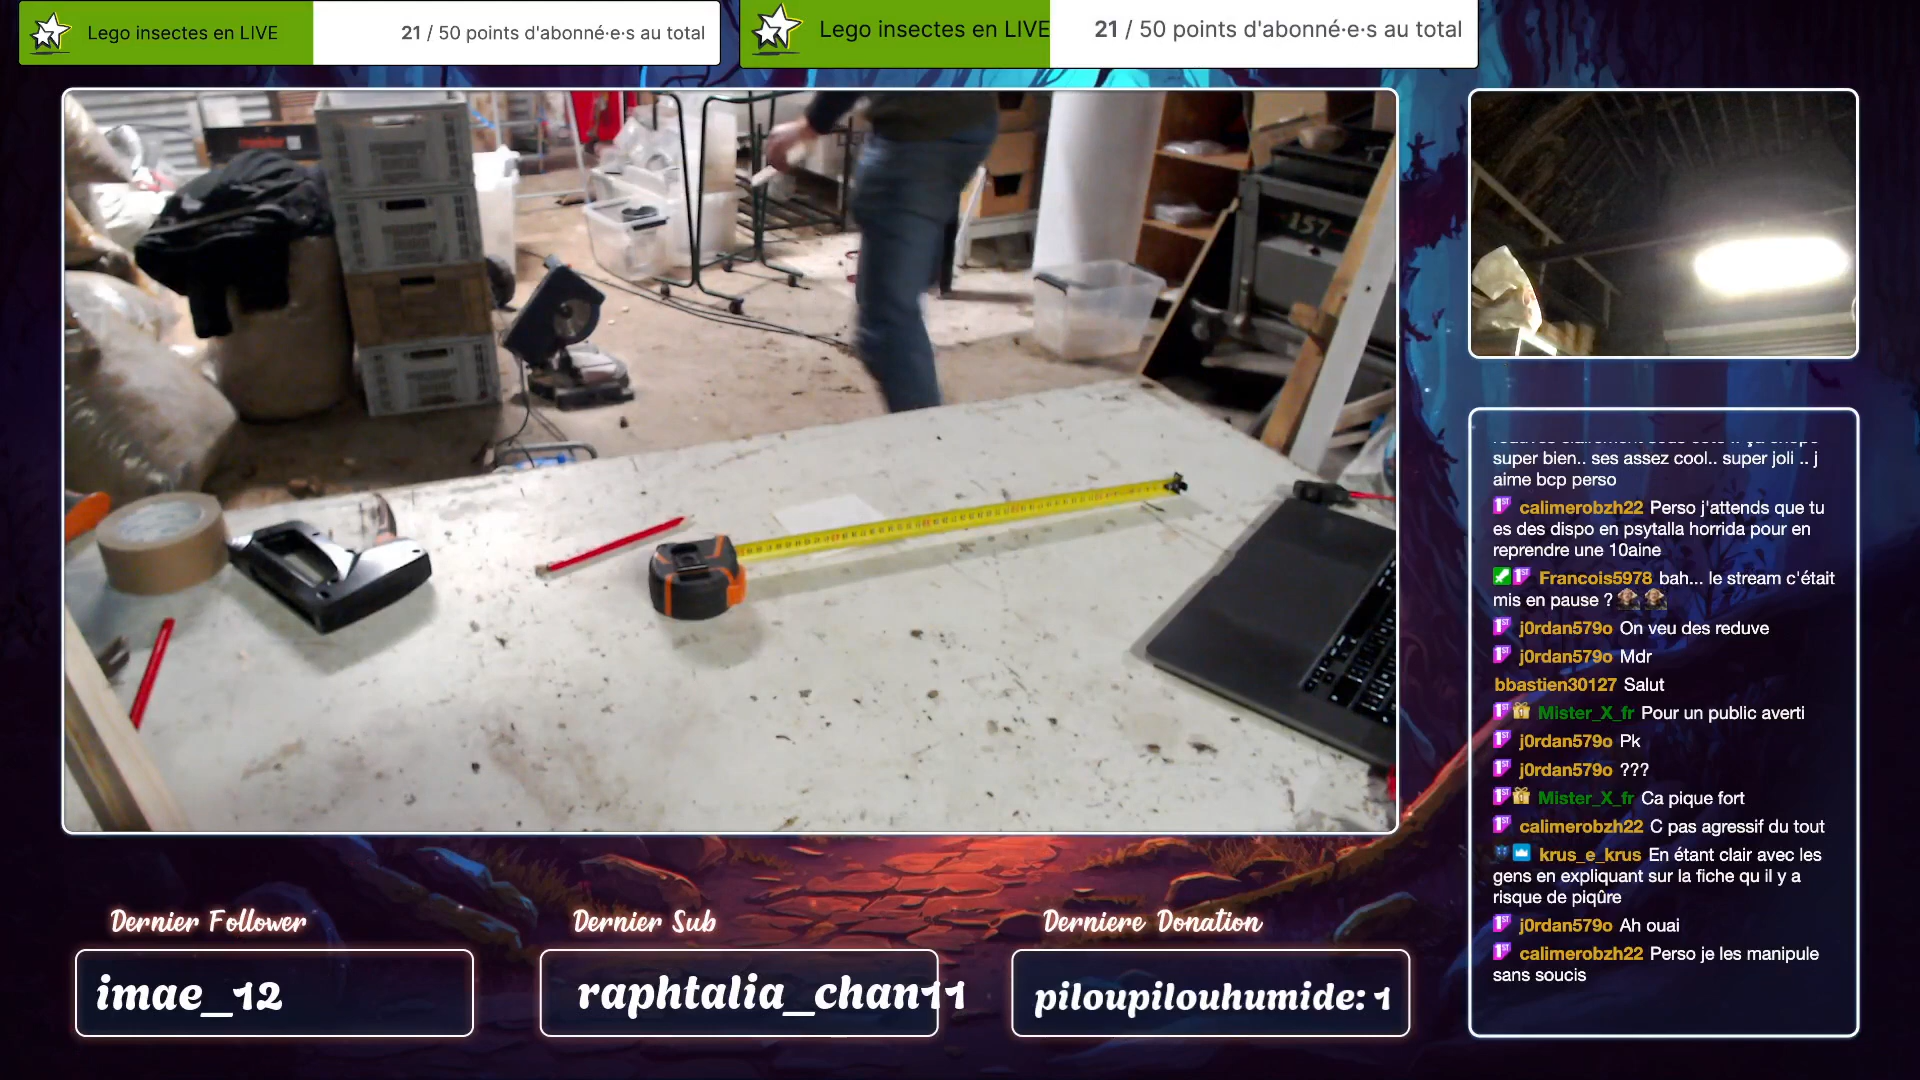 Lego insectes en LIVE
21 / 50 points d'abonné·e·s au total
Lego insectes en LIVE
21 / 50 points d'abonné·e·s au total
157
super bien.. ses assez cool.. super joli .. j
aime bcp perso
calimerobzh22 Perso j'attends que tu
es des dispo en psytalla horrida pour en
reprendre une 10aine
Francois5978 bah... le stream c'était
mis en pause ?
j0rdan579o On veu des reduve
j0rdan579o Mdr
bbastien30127 Salut
Mister_X_fr Pour un public averti
j0rdan579o Pk
j0rdan579o ???
Mister_X_fr Ca pique fort
calimerobzh22 C pas agressif du tout
krus_e_krus En étant clair avec les
gens en expliquant sur la fiche qu il y a
risque de piqûre
j0rdan579o Ah ouai
calimerobzh22 Perso je les manipule
sans soucis
Dernier Follower
imae_12
Dernier Sub
raphtalia_chan11
Derniere Donation
piloupilouhumide: 1